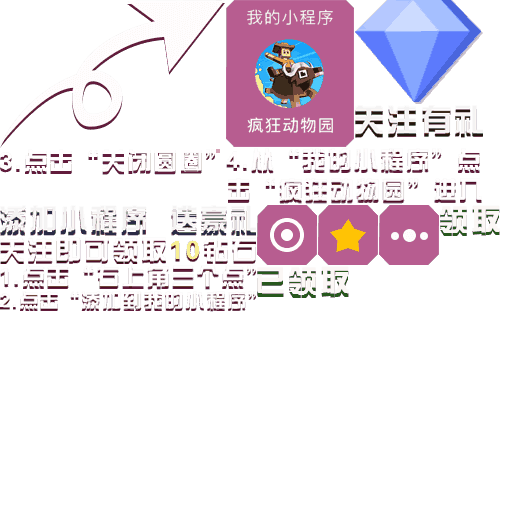 我的小程序
疯狂动物园
关注有礼
3.点击“关闭圆圈”
4.从“我的小程序”点
击“疯狂动物园”进入
添加小程序 送豪礼
领取
关注即可领取10钻石
1.点击“右上角三个点”
已领取
2.点击“添加到我的小程序”